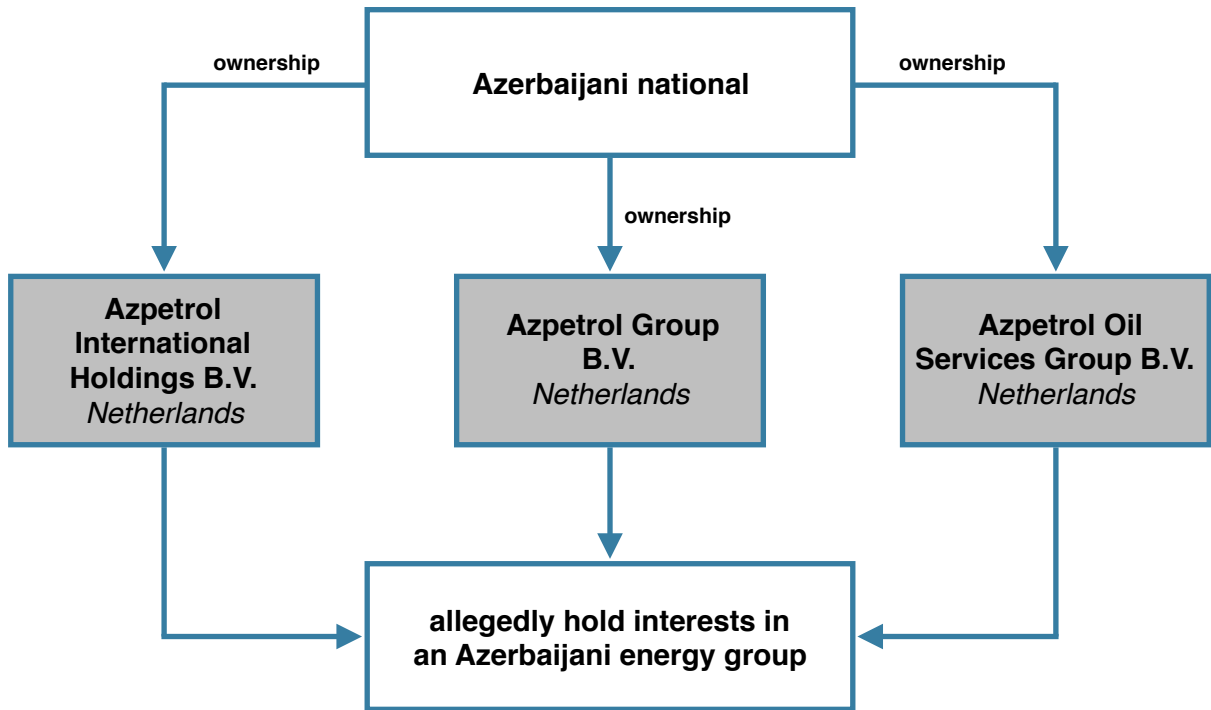 ownership
Azerbaijani national
ownership
ownership
Azpetrol
International
Holdings B.V.
Netherlands
Azpetrol Group
B.V.
Netherlands
Azpetrol Oil
Services Group B.V.
Netherlands
allegedly hold interests in
an Azerbaijani energy group